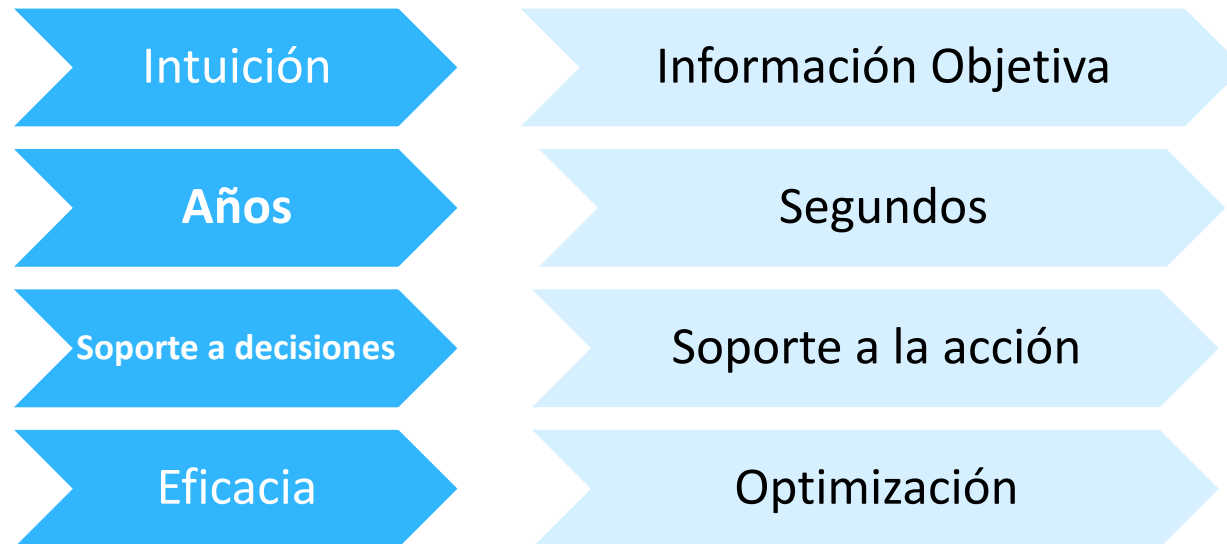 Intuición
Información Objetiva
Años
Segundos
Soporte a decisiones
Soporte a la acción
Eficacia
Optimización